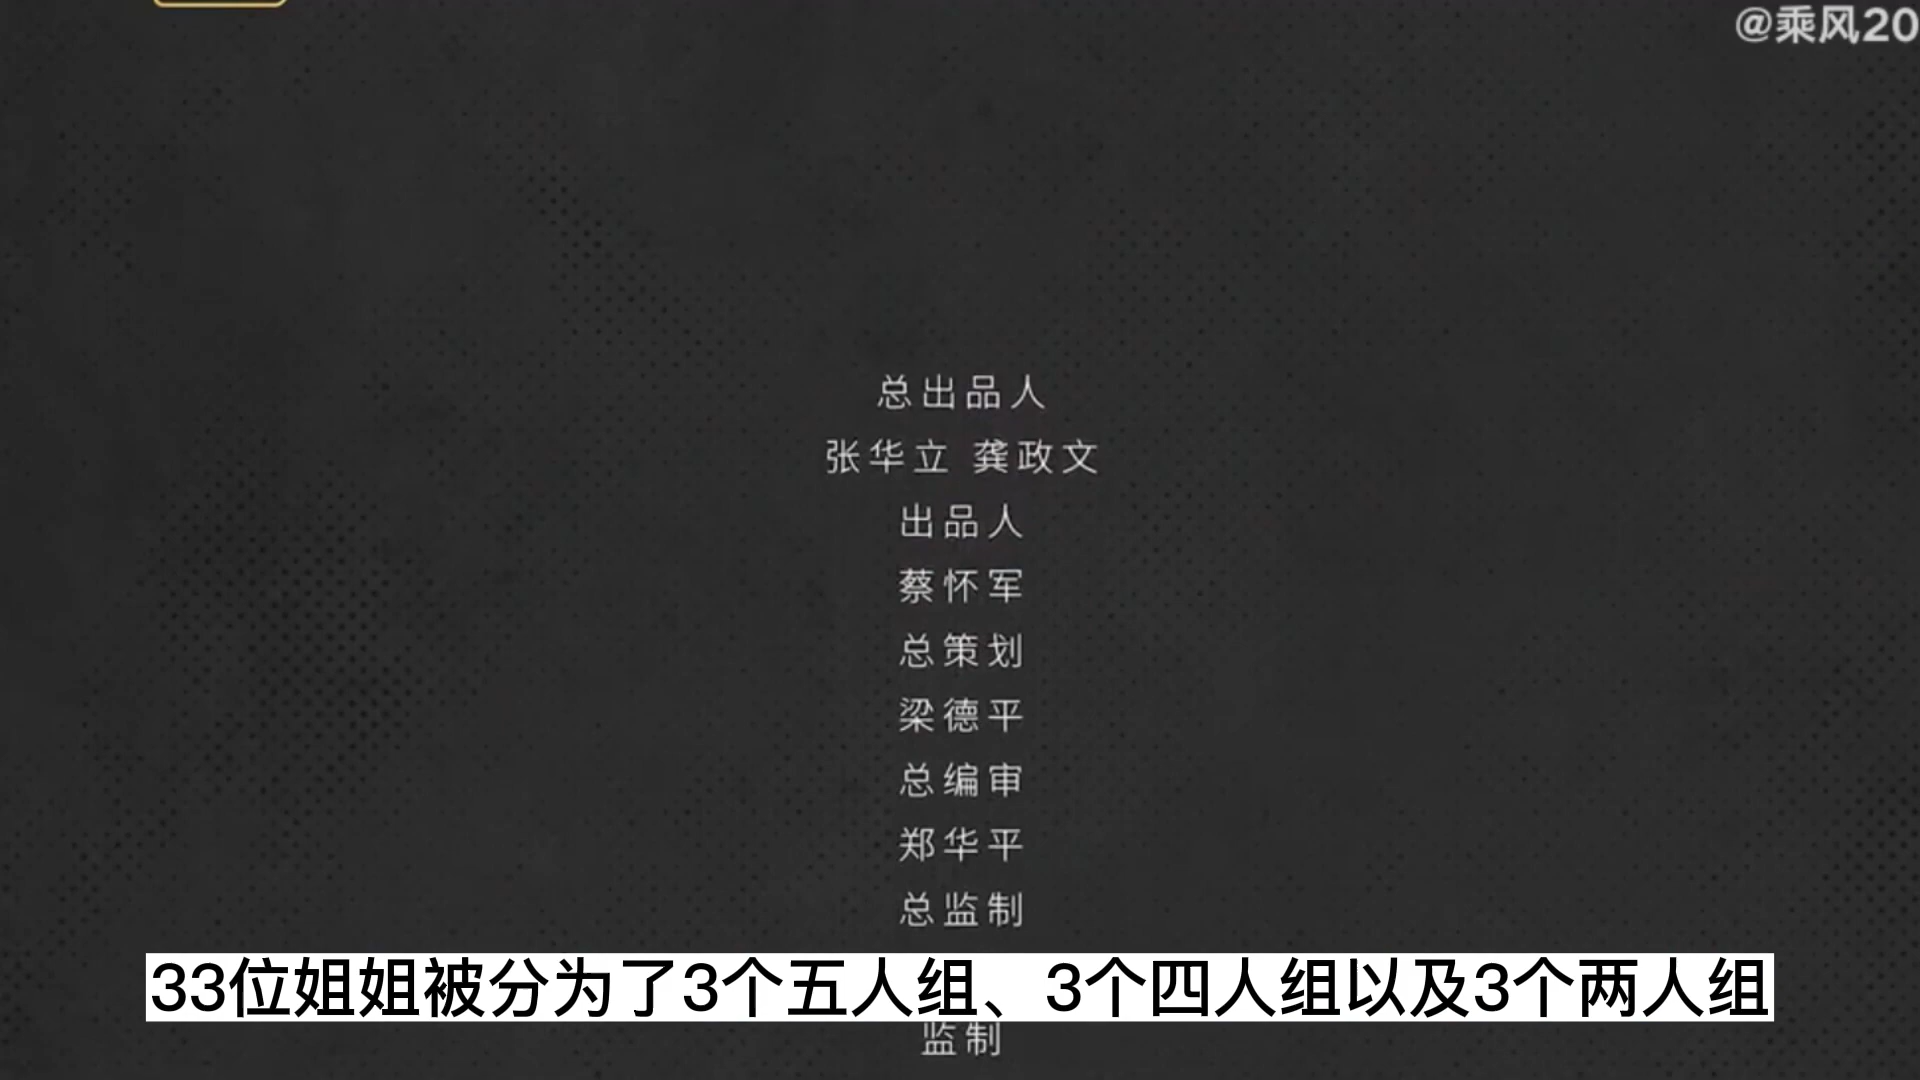 @乘风20
总出品人
张华立 龚政文
出品人
蔡怀军
总策划
梁德平
总编审
郑华平
总监制
33位姐姐被分为了3个五人组、3个四人组以及3个两人组
监制